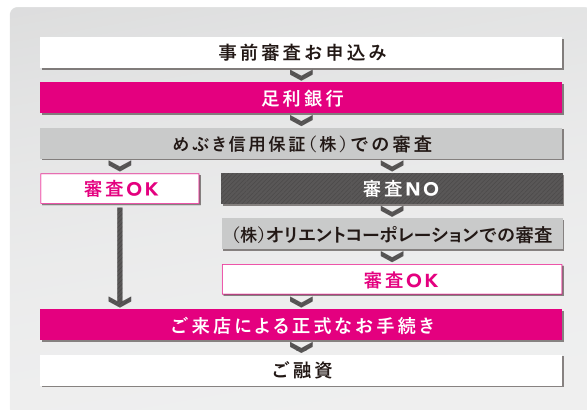 事前審査お申込み
足利銀行
めぶき信用保証(株)での審査
審査OK
審査NO
(株)オリエントコーポレーションでの審査
審査OK
ご来店による正式なお手続き
ご融資